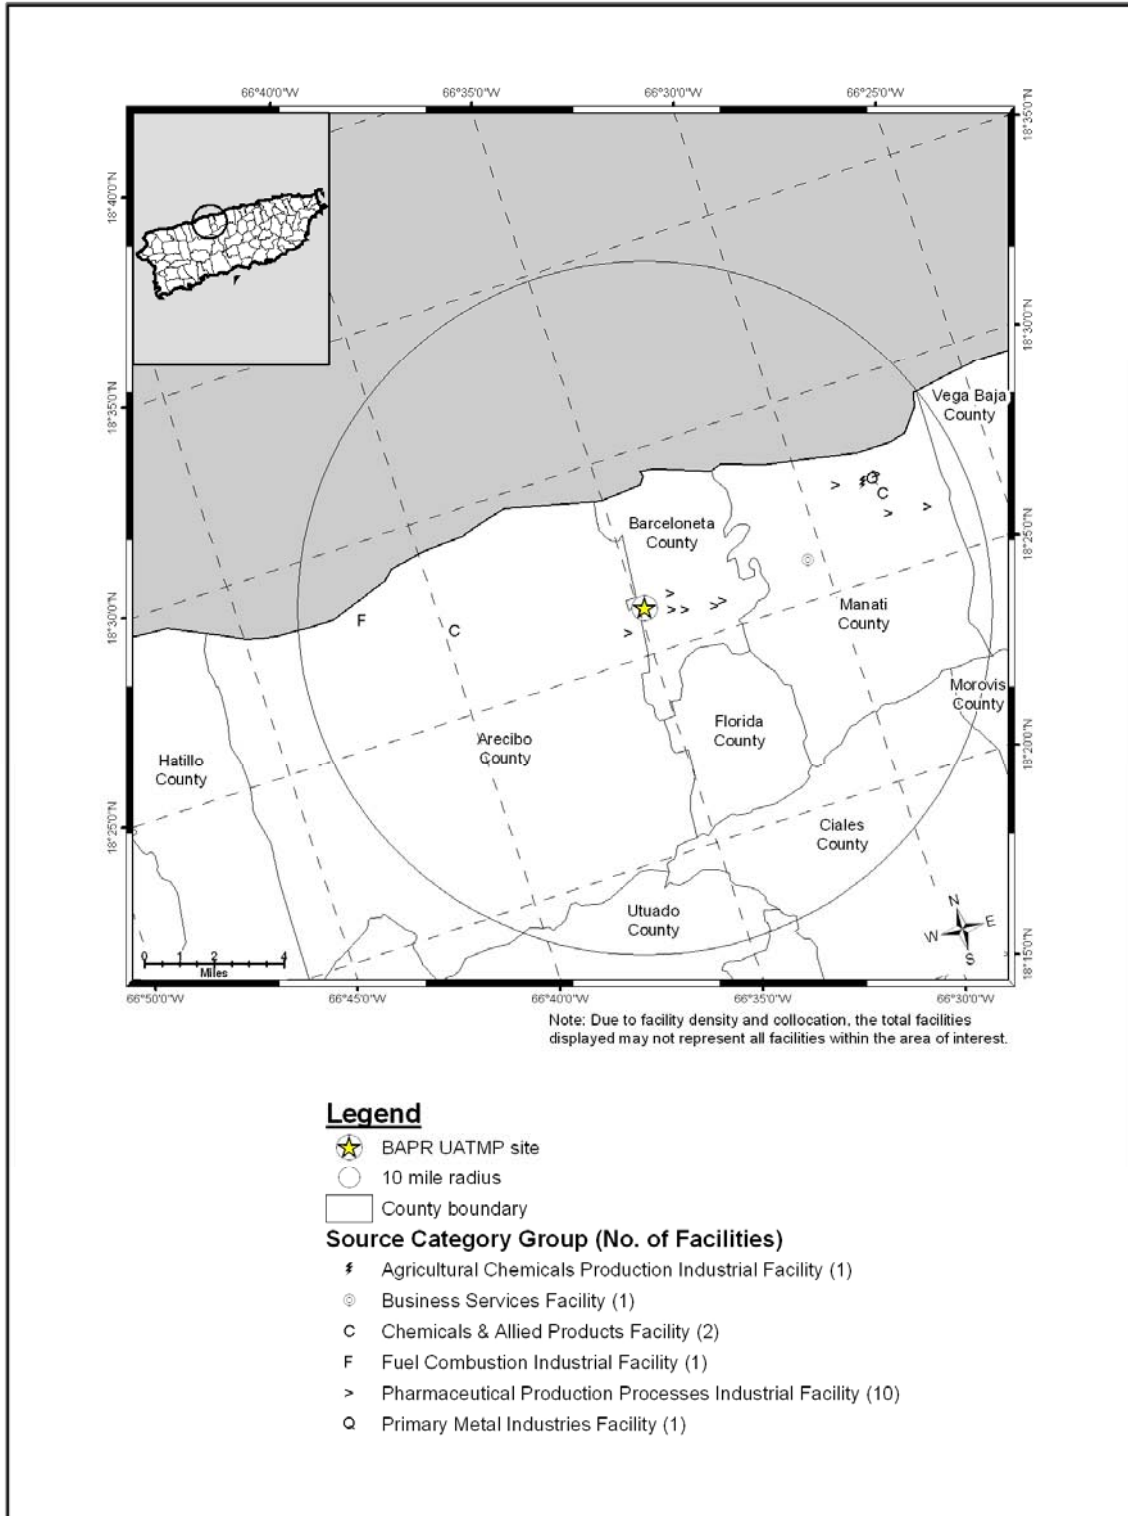 66°40'0"W 66°35'0"W 66°30'0"W 66°25'0"W
18°35'0"N
18°40'0"N
18°30'0"N
18°35'0"N
Vega Baja
County
Q
C
Barceloneta
County
18°25'0"N
Manati
County
18°30'0"N
F
C
Morovis
County
Florida
County
Arecibo
County
18°20'0"N
Hatillo
County
18°25'0"N
Ciales
County
Utuado
County
N
W E
S
18°15'0"N
0 1 2 4
Miles
66°50'0"W 66°45'0"W 66°40'0"W 66°35'0"W 66°30'0"W
Note: Due to facility density and collocation, the total facilities
displayed may not represent all facilities within the area of interest.
Legend
BAPR UATMP site
10 mile radius
County boundary
Source Category Group (No. of Facilities)
Agricultural Chemicals Production Industrial Facility (1)
Business Services Facility (1)
C Chemicals & Allied Products Facility (2)
F Fuel Combustion Industrial Facility (1)
> Pharmaceutical Production Processes Industrial Facility (10)
Q Primary Metal Industries Facility (1)